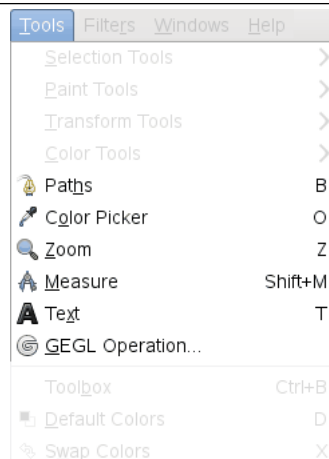 Tools Filters Windows Help
Selection Tools
Paint Tools
Transform Tools
Color Tools
Paths B
Color Picker O
Zoom Z
Measure Shift+M
Text T
GEGL Operation...
Toolbox Ctrl+B
Default Colors D
Swap Colors X